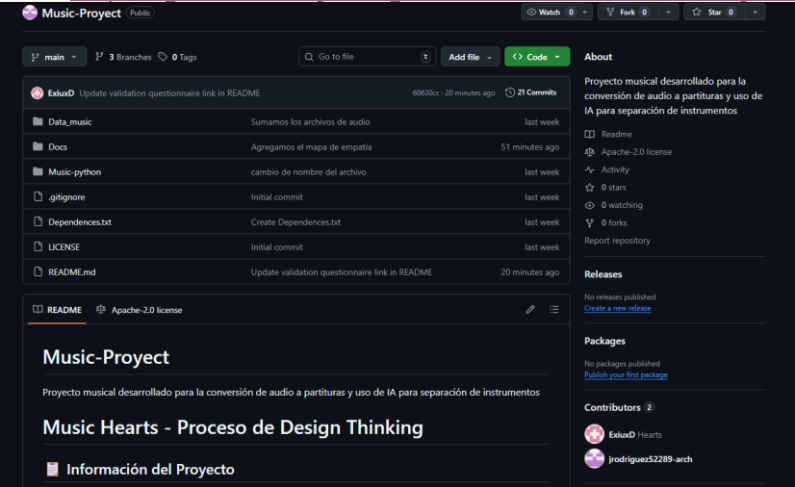 Music-Proyect Public
Watch 0 Fork 0 Star 0
main 3 Branches 0 Tags Go to file t Add file Code
ExiuxD Update validation questionnaire link in README 60630cc · 20 minutes ago 21 Commits
Data_music Sumamos los archivos de audio last week
Docs Agregamos el mapa de empatía 51 minutes ago
Music-python cambio de nombre del archivo last week
.gitignore Initial commit last week
Dependences.txt Create Dependences.txt last week
LICENSE Initial commit last week
README.md Update validation questionnaire link in README 20 minutes ago
README Apache-2.0 license
Music-Proyect
Proyecto musical desarrollado para la conversión de audio a partituras y uso de IA para separación de instrumentos
Music Hearts - Proceso de Design Thinking
Información del Proyecto
About
Proyecto musical desarrollado para la
conversión de audio a partituras y uso de
IA para separación de instrumentos
Readme
Apache-2.0 license
Activity
0 stars
0 watching
0 forks
Report repository
Releases
No releases published
Create a new release
Packages
No packages published
Publish your first package
Contributors 2
ExiuxD Hearts
jrodriguez52289-arch